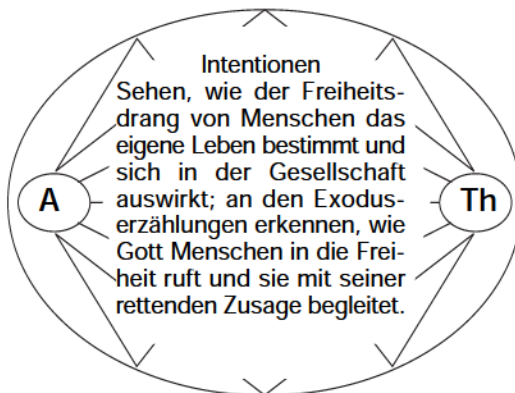 Intentionen
Sehen, wie der Freiheits-
drang von Menschen das
eigene Leben bestimmt und
sich in der Gesellschaft
A auswirkt; an den Exodus- Th
erzählungen erkennen, wie
Gott Menschen in die Frei-
heit ruft und sie mit seiner
rettenden Zusage begleitet.